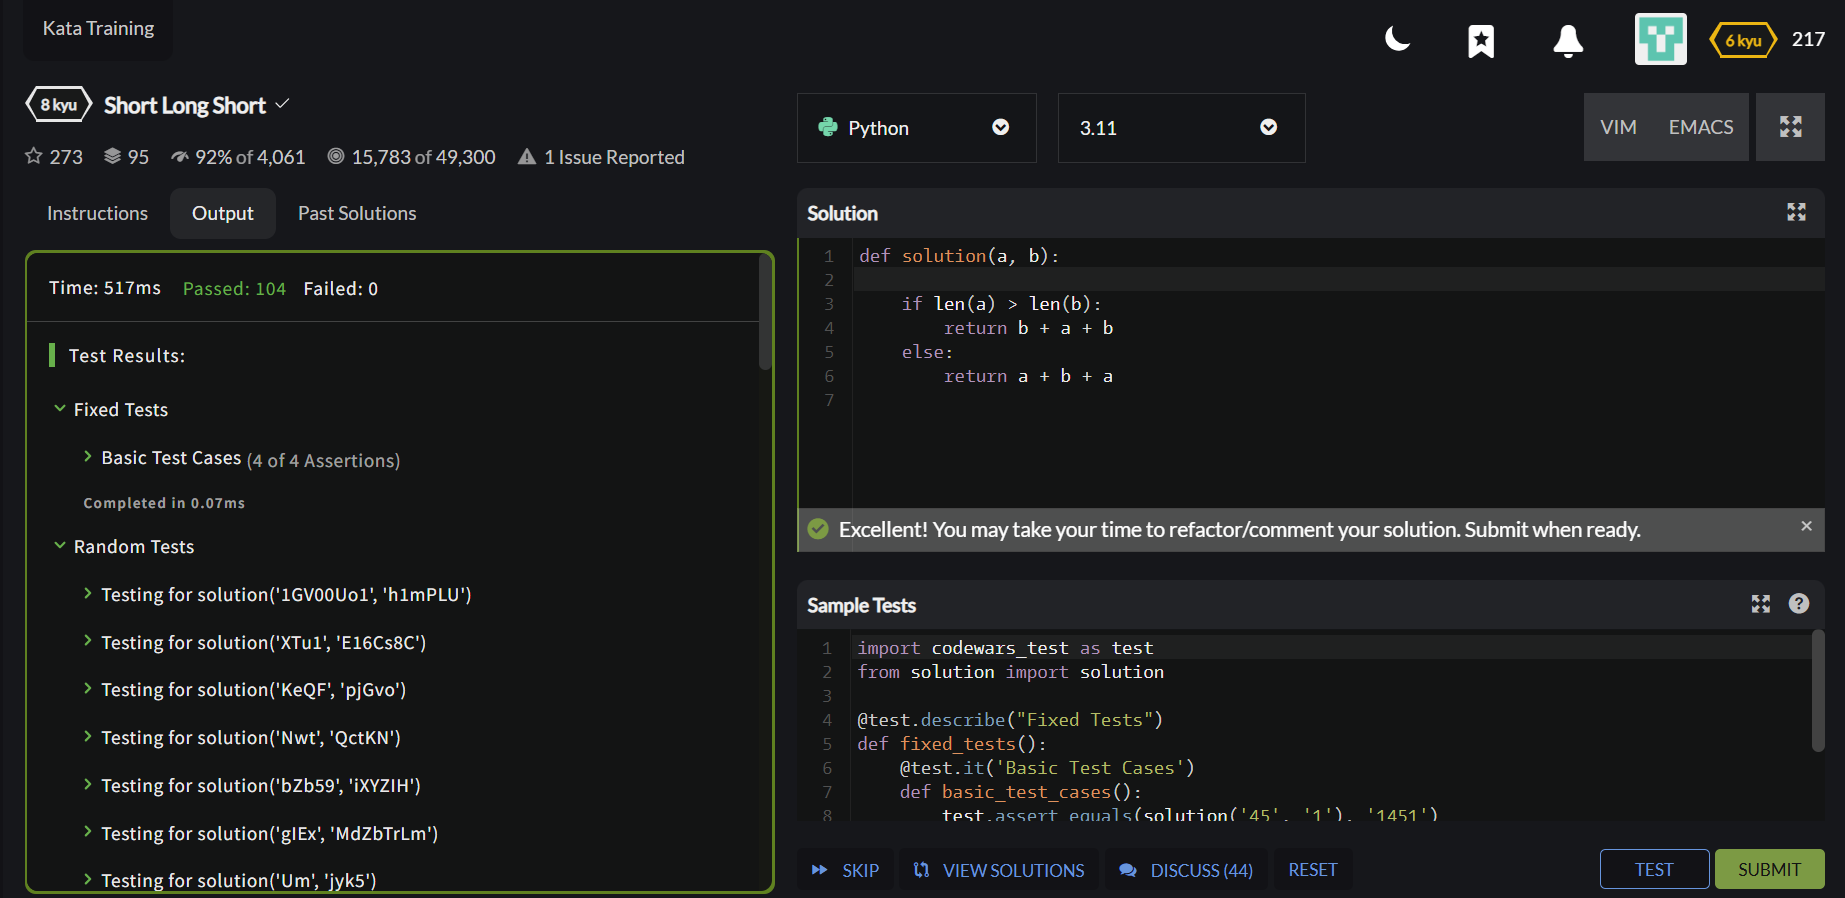 Kata Training
6 kyu 217
8 kyu Short Long Short
273 95 92% of 4,061 15,783 of 49,300 1 Issue Reported
Python 3.11 VIM EMACS
Instructions Output Past Solutions
Time: 517ms Passed: 104 Failed: 0
Test Results:
Fixed Tests
Basic Test Cases (4 of 4 Assertions)
Completed in 0.07ms
Random Tests
Testing for solution('1GV00Uo1', 'h1mPLU')
Testing for solution('XTu1', 'E16Cs8C')
Testing for solution('KeQF', 'pjGvo')
Testing for solution('Nwt', 'QctKN')
Testing for solution('bZb59', 'iXYZIH')
Testing for solution('gIEx', 'MdZbTrLm')
Testing for solution('Um', 'jyk5')
Solution
1 def solution(a, b):
2
3     if len(a) > len(b):
4         return b + a + b
5     else:
6         return a + b + a
7
Excellent! You may take your time to refactor/comment your solution. Submit when ready. ×
Sample Tests ?
1 import codewars_test as test
2 from solution import solution
3
4 @test.describe("Fixed Tests")
5 def fixed_tests():
6     @test.it('Basic Test Cases')
7     def basic_test_cases():
8         test.assert_equals(solution('45', '1'), '1451')
SKIP VIEW SOLUTIONS DISCUSS (44) RESET TEST SUBMIT